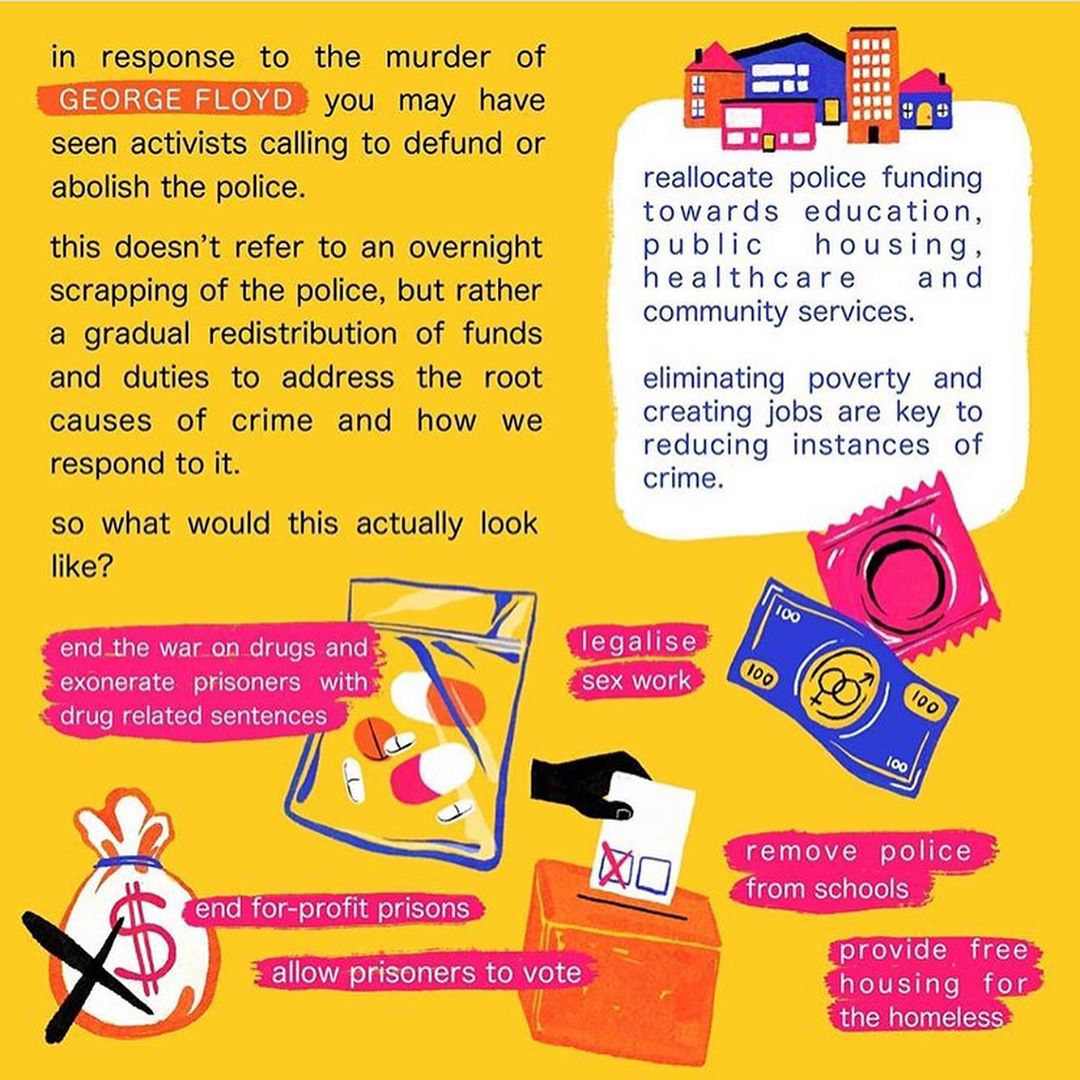 in response to the murder of
GEORGE FLOYD you may have
seen activists calling to defund or
abolish the police.
this doesn't refer to an overnight
scrapping of the police, but rather
a gradual redistribution of funds
and duties to address the root
causes of crime and how we
respond to it.
so what would this actually look
like?
reallocate police funding
towards education,
public housing,
healthcare and
community services.
eliminating poverty and
creating jobs are key to
reducing instances of
crime.
end the war on drugs and
exonerate prisoners with
drug related sentences
legalise
sex work
100
100
100
100
$
end for-profit prisons
allow prisoners to vote
remove police
from schools
provide free
housing for
the homeless